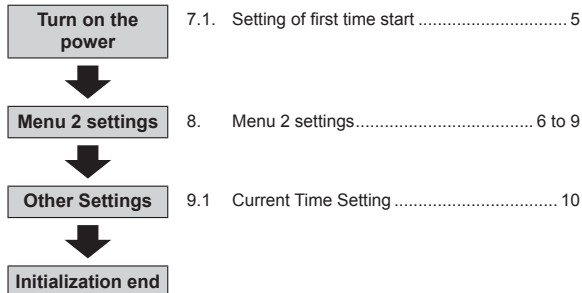 Turn on the power
7.1. Setting of first time start ............................... 5
Menu 2 settings
8. Menu 2 settings..................................... 6 to 9
Other Settings
9.1 Current Time Setting .................................. 10
Initialization end